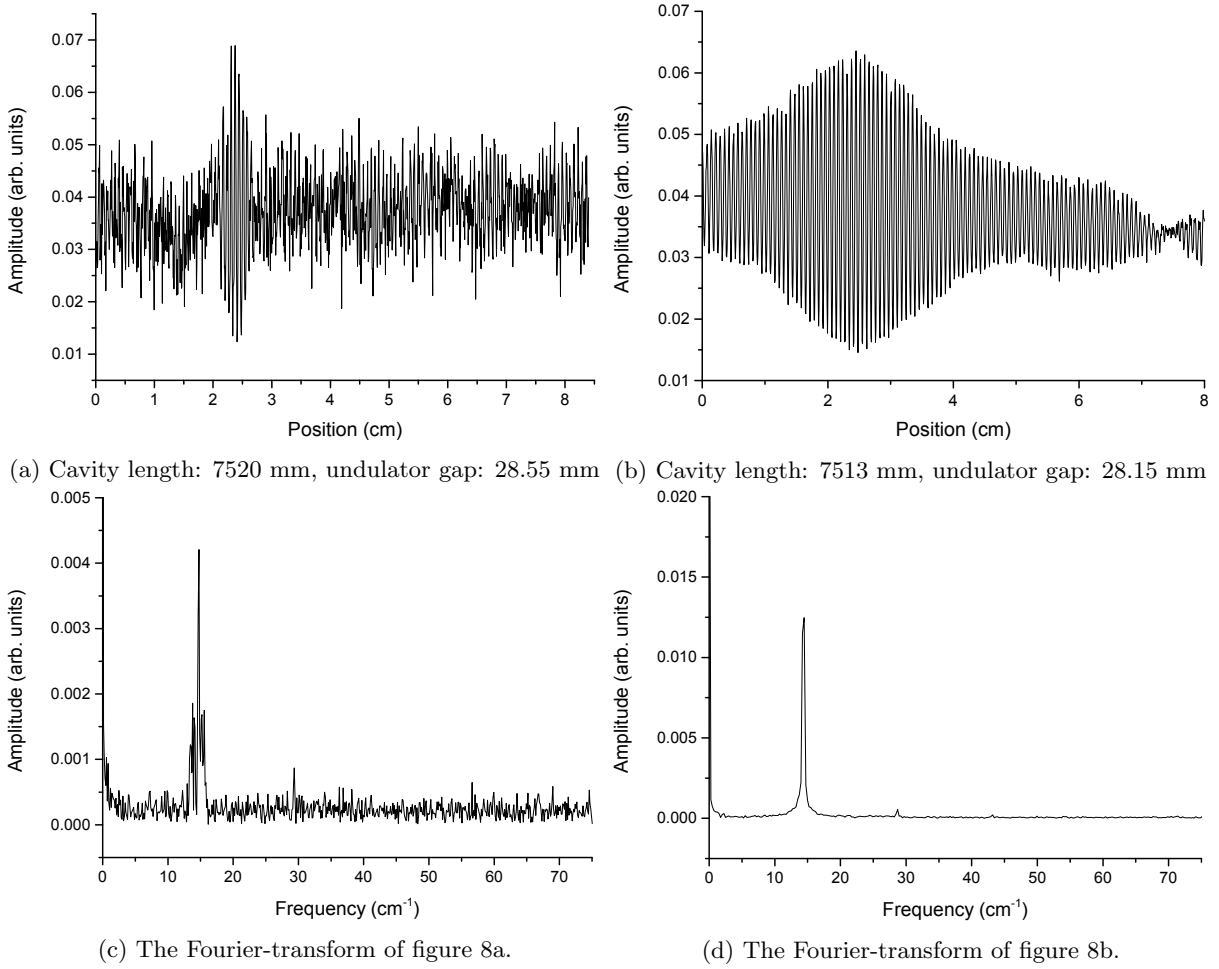 0.07
0.06
0.05
0.04
0.03
0.02
0.01
Amplitude (arb. units)
0 1 2 3 4 5 6 7 8
Position (cm)
(a) Cavity length: 7520 mm, undulator gap: 28.55 mm
0.07
0.06
0.05
0.04
0.03
0.02
0.01
Amplitude (arb. units)
0 2 4 6 8
Position (cm)
(b) Cavity length: 7513 mm, undulator gap: 28.15 mm
0.005
0.004
0.003
0.002
0.001
0.000
Amplitude (arb. units)
0 10 20 30 40 50 60 70
Frequency (cm⁻¹)
(c) The Fourier-transform of figure 8a.
0.020
0.015
0.010
0.005
0.000
Amplitude (arb. units)
0 10 20 30 40 50 60 70
Frequency (cm⁻¹)
(d) The Fourier-transform of figure 8b.